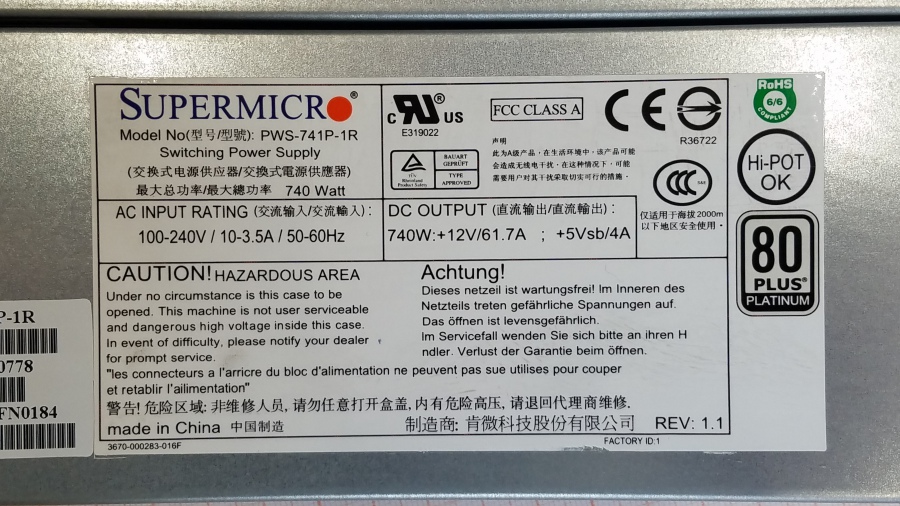 SUPERMICRO®
Model No(型号/型號): PWS-741P-1R
Switching Power Supply
(交换式电源供应器/交換式電源供應器)
最大总功率/最大總功率 740 Watt
c RU® US
E319022
FCC CLASS A
CE
R36722
RoHS
6/6
COMPLIANT
TÜV
Rheinland
Product Safety
BAUART
GEPRÜFT
TYPE
APPROVED
声明
此为A级产品，在生活环境中，该产品可能
会造成无线电干扰，在这种情况下，可能
需要用户对其干扰采取切实可行的措施。
CCC S&E
仅适用于海拔2000m
以下地区安全使用。
Hi-POT
OK
80
PLUS®
PLATINUM
AC INPUT RATING (交流输入/交流輸入):
100-240V / 10-3.5A / 50-60Hz
DC OUTPUT (直流输出/直流輸出):
740W:+12V/61.7A ; +5Vsb/4A
CAUTION! HAZARDOUS AREA
Under no circumstance is this case to be
opened. This machine is not user serviceable
and dangerous high voltage inside this case.
In event of difficulty, please notify your dealer
for prompt service.
Achtung!
Dieses netzeil ist wartungsfrei! Im Inneren des
Netzteils treten gefährliche Spannungen auf.
Das öffnen ist levensgefährlich.
Im Servicefall wenden Sie sich bitte an ihren H
ndler. Verlust der Garantie beim öffnen.
"les connecteurs a l'arricre du bloc d'alimentation ne peuvent pas sue utilises pour couper
et retablir l'ailimentation"
警告! 危险区域: 非维修人员, 请勿任意打开盒盖, 内有危险高压, 请退回代理商维修.
made in China 中国制造
制造商: 肯微科技股份有限公司
REV: 1.1
3670-000283-016F
FACTORY ID:1
P-1R
0778
FN0184